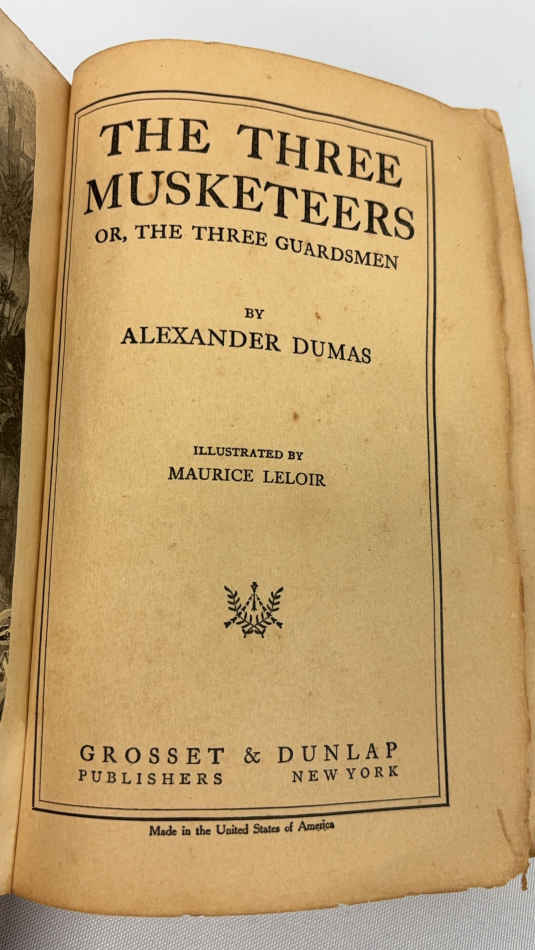 THE THREE
MUSKETEERS
OR, THE THREE GUARDSMEN
BY
ALEXANDER DUMAS
ILLUSTRATED BY
MAURICE LELOIR
GROSSET & DUNLAP
PUBLISHERS NEW YORK
Made in the United States of America